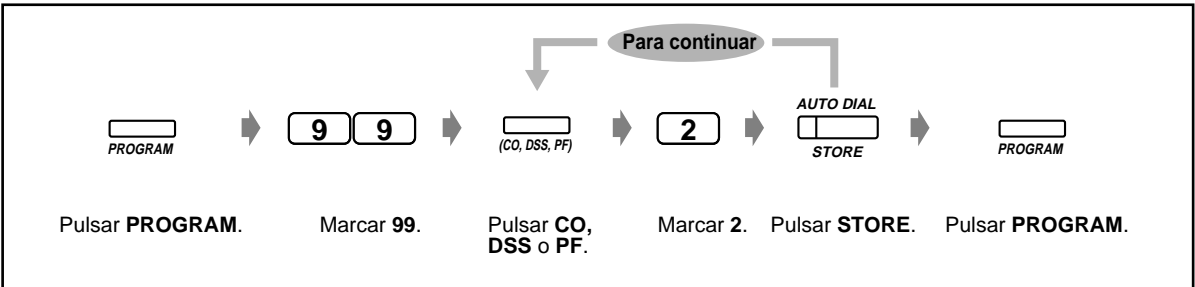 Para continuar
AUTO DIAL
9 9
2
PROGRAM
(CO, DSS, PF)
STORE
PROGRAM
Pulsar PROGRAM.
Marcar 99.
Pulsar CO,
DSS o PF.
Marcar 2.
Pulsar STORE.
Pulsar PROGRAM.